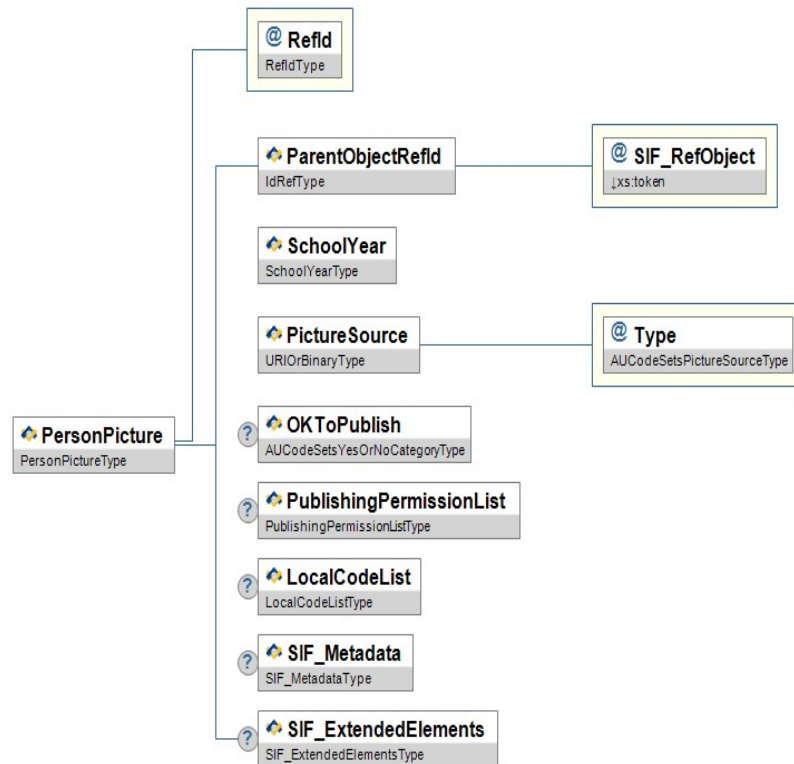 @ RefId
RefIdType
ParentObjectRefId
IdRefType
@ SIF_RefObject
↓xs:token
SchoolYear
SchoolYearType
PictureSource
URIOrBinaryType
@ Type
AUCodeSetsPictureSourceType
PersonPicture
PersonPictureType
? OKToPublish
AUCodeSetsYesOrNoCategoryType
? PublishingPermissionList
PublishingPermissionListType
? LocalCodeList
LocalCodeListType
? SIF_Metadata
SIF_MetadataType
? SIF_ExtendedElements
SIF_ExtendedElementsType